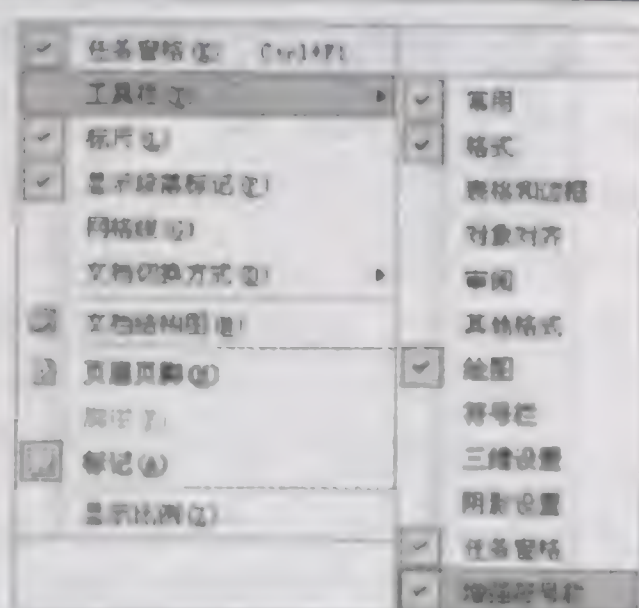 任务窗格(K) Ctrl+F1
工具栏(T)
标尺(L)
显示段落标记(E)
网格线(G)
文档切换方式(D)
文档结构图(D)
页眉页脚(H)
标记(A)
显示比例(Z)
常用
格式
表格和边框
对象对齐
审阅
其他格式
绘图
符号栏
三维设置
阴影设置
任务窗格